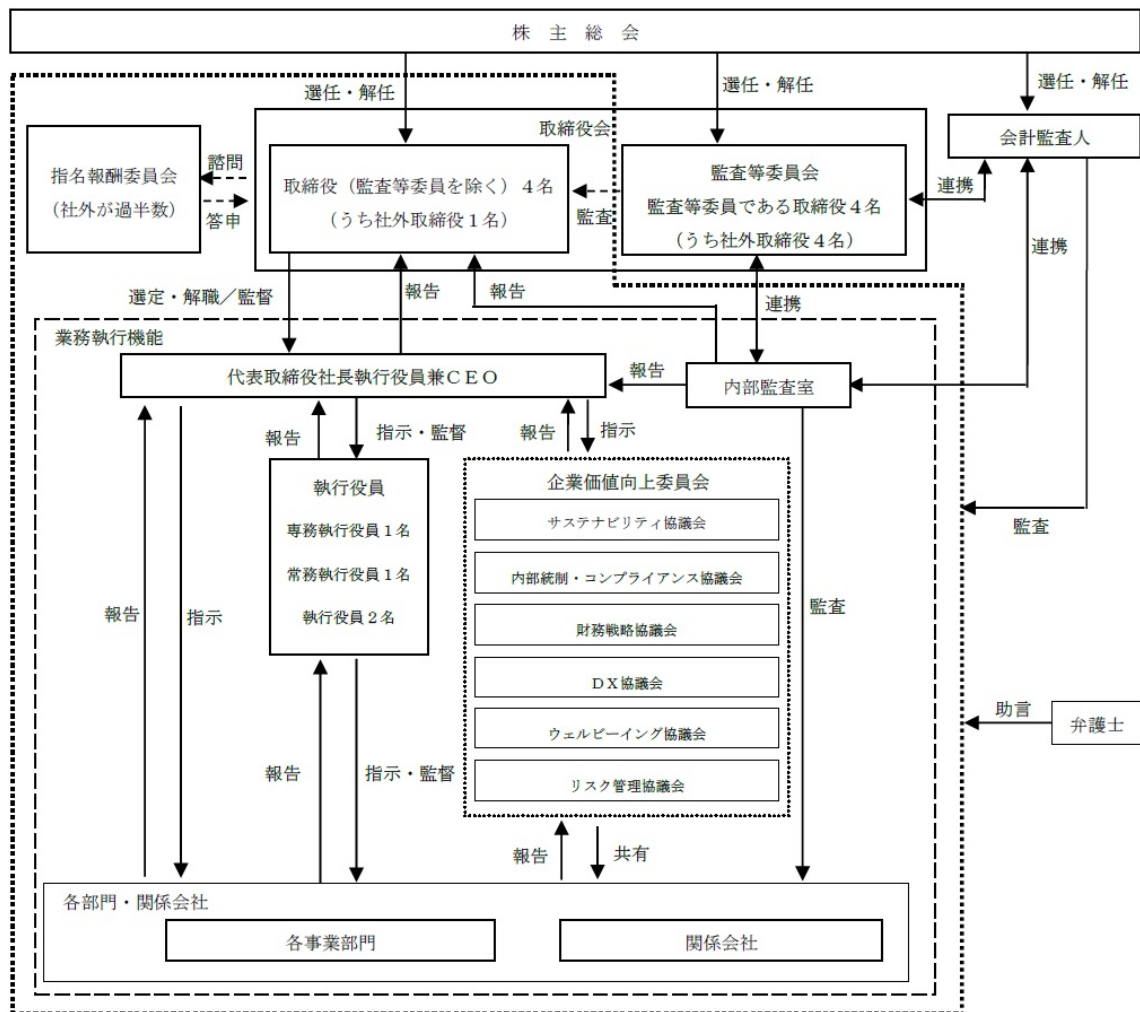 株 主 総 会
選任・解任
選任・解任
選任・解任
取締役会
会計監査人
指名報酬委員会
(社外が過半数)
諮問
答申
取締役(監査等委員を除く)4名
(うち社外取締役1名)
監査
監査等委員会
監査等委員である取締役4名
(うち社外取締役4名)
連携
連携
選定・解職/監督
報告
報告
連携
業務執行機能
代表取締役社長執行役員兼CEO
報告
内部監査室
報告
指示・監督
報告
指示
執行役員
専務執行役員1名
常務執行役員1名
執行役員2名
企業価値向上委員会
サステナビリティ協議会
内部統制・コンプライアンス協議会
財務戦略協議会
DX協議会
ウェルビーイング協議会
リスク管理協議会
監査
報告
指示
監査
助言
弁護士
報告
指示・監督
報告
共有
各部門・関係会社
各事業部門
関係会社